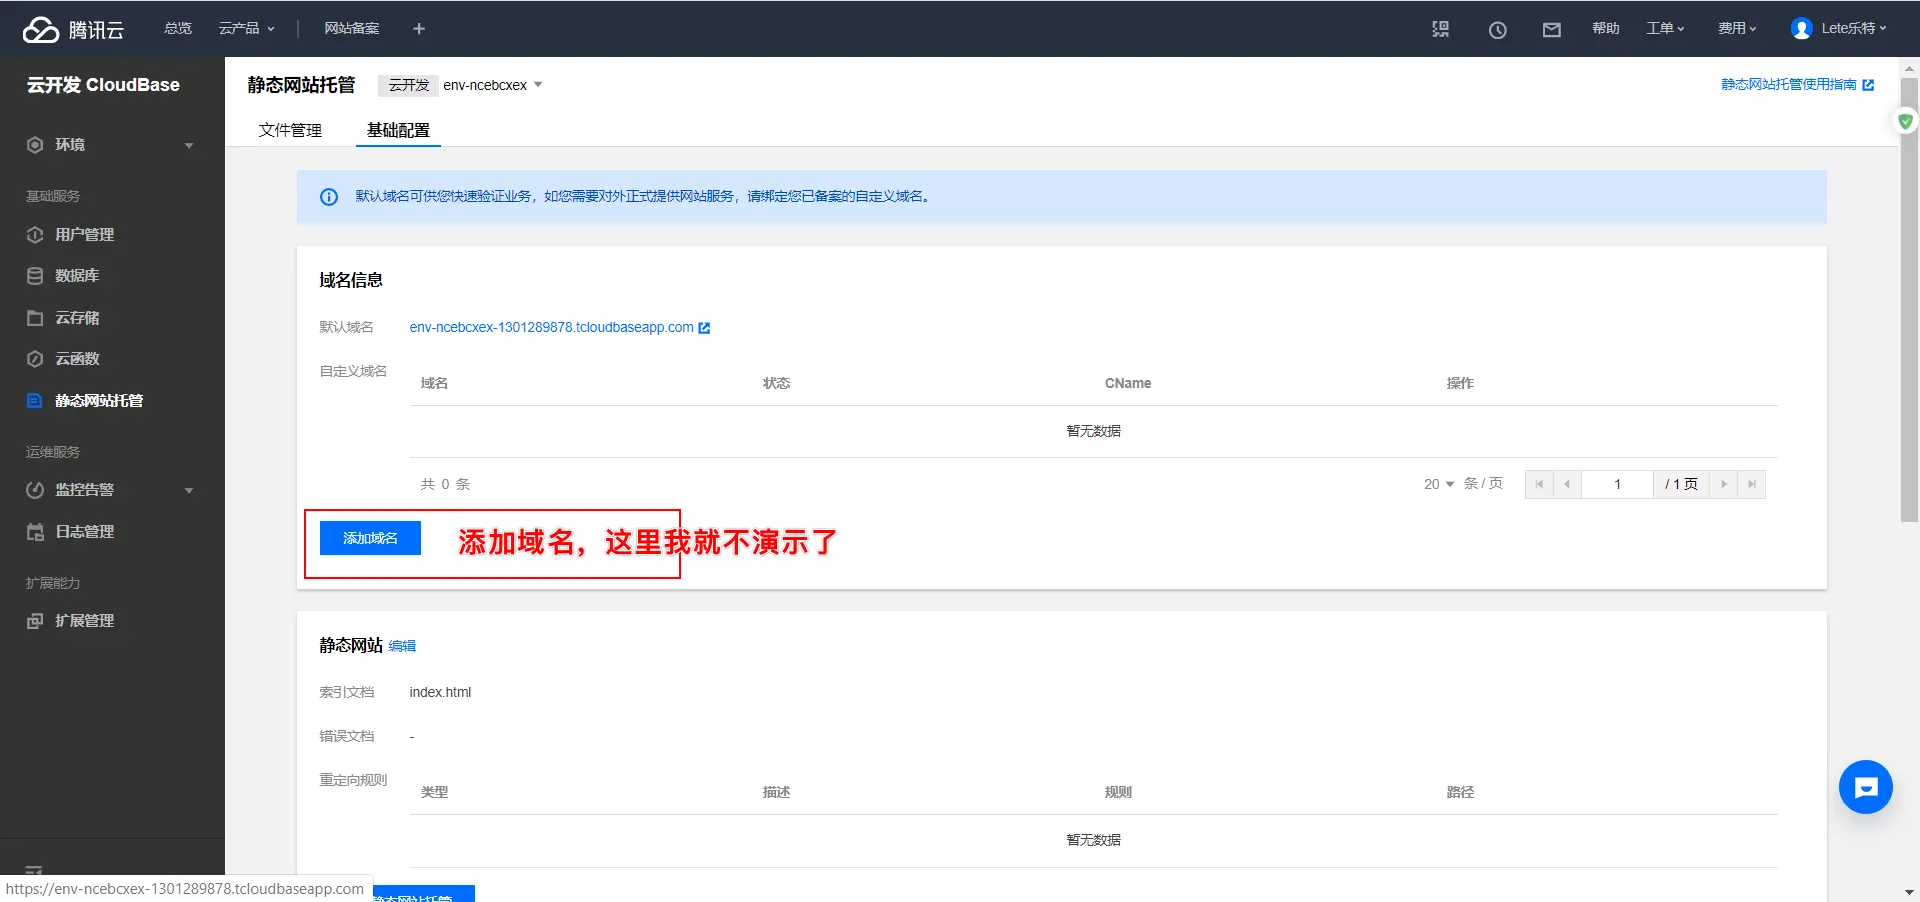 腾讯云 总览 云产品 网站备案 + 帮助 工单 费用 Lete乐特
云开发 CloudBase
静态网站托管 云开发 env-ncebcxex 静态网站托管使用指南
文件管理 基础配置
环境
基础服务
用户管理
数据库
云存储
云函数
静态网站托管
运维服务
监控告警
日志管理
扩展能力
扩展管理
默认域名可供您快速验证业务，如您需要对外正式提供网站服务，请绑定您已备案的自定义域名。
域名信息
默认域名 env-ncebcxex-1301289878.tcloudbaseapp.com
自定义域名
域名 状态 CName 操作
暂无数据
共 0 条 20 条 / 页 1 / 1 页
添加域名 添加域名，这里我就不演示了
静态网站 编辑
索引文档 index.html
错误文档 -
重定向规则
类型 描述 规则 路径
暂无数据
https://env-ncebcxex-1301289878.tcloudbaseapp.com
静态网站托管